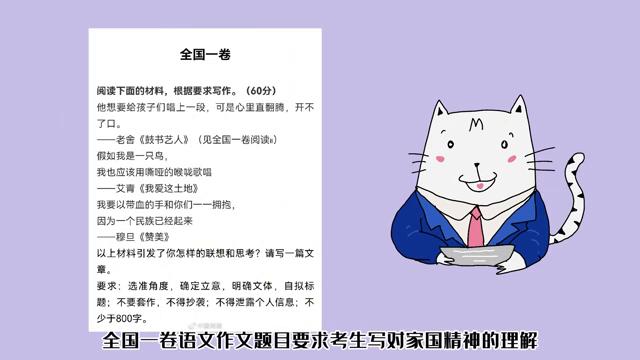 全国一卷
阅读下面的材料，根据要求写作。（60分）
他想要给孩子们唱上一段，可是心里直翻腾，开不
了口。
——老舍《鼓书艺人》（见全国一卷阅读Ⅱ）
假如我是一只鸟，
我也应该用嘶哑的喉咙歌唱
——艾青《我爱这土地》
我要以带血的手和你们一一拥抱，
因为一个民族已经起来
——穆旦《赞美》
以上材料引发了你怎样的联想和思考？请写一篇文
章。
要求：选准角度，确定立意，明确文体，自拟标
题；不要套作，不得抄袭；不得泄露个人信息；不
少于800字。
全国一卷语文作文题目要求考生写对家国精神的理解